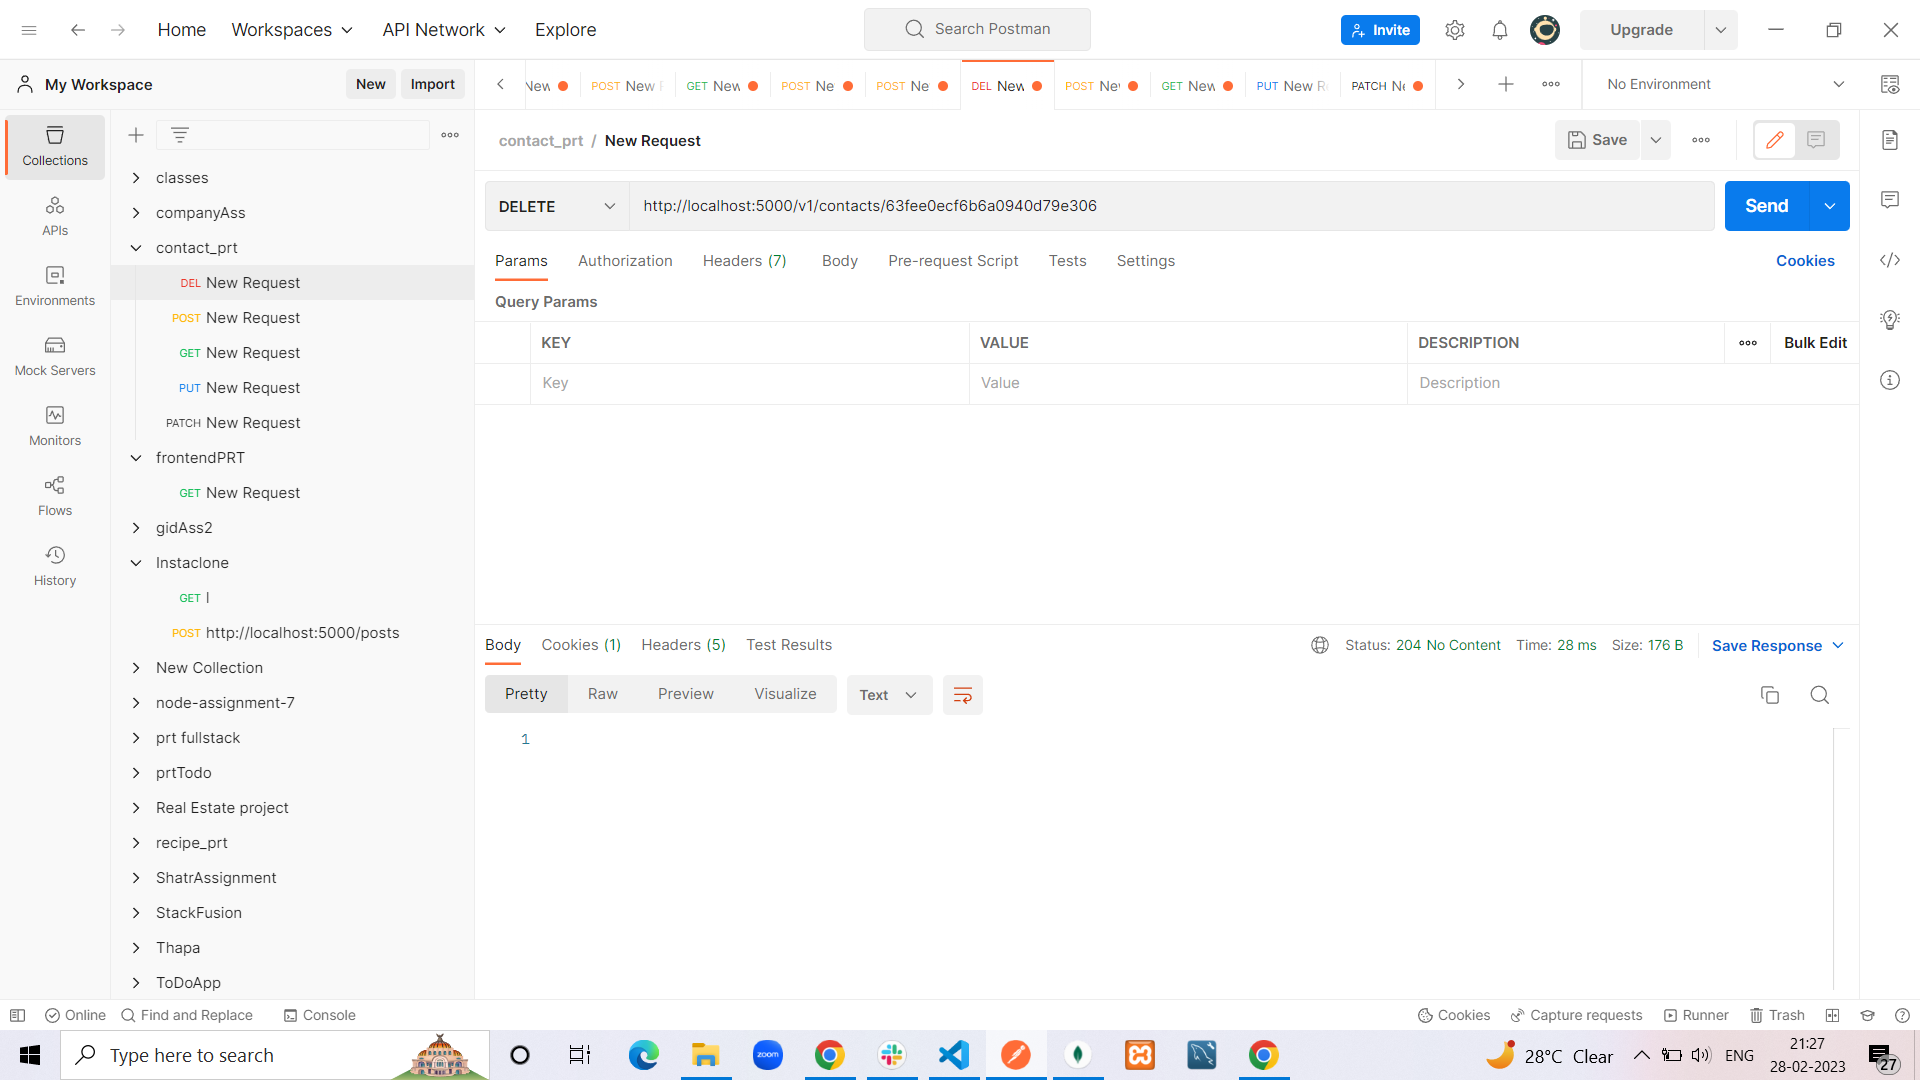 Home Workspaces API Network Explore Search Postman Invite Upgrade
My Workspace New Import
New POST New GET New POST Ne POST Ne DEL New POST Ne GET New PUT New PATCH No Environment
Collections
APIs
Environments
Mock Servers
Monitors
Flows
History
classes
companyAss
contact_prt
DEL New Request
POST New Request
GET New Request
PUT New Request
PATCH New Request
frontendPRT
GET New Request
gidAss2
Instaclone
GET l
POST http://localhost:5000/posts
New Collection
node-assignment-7
prt fullstack
prtTodo
Real Estate project
recipe_prt
ShatrAssignment
StackFusion
Thapa
ToDoApp
contact_prt / New Request Save
DELETE http://localhost:5000/v1/contacts/63fee0ecf6b6a0940d79e306 Send
Params Authorization Headers (7) Body Pre-request Script Tests Settings Cookies
Query Params
KEY VALUE DESCRIPTION Bulk Edit
Key Value Description
Body Cookies (1) Headers (5) Test Results Status: 204 No Content Time: 28 ms Size: 176 B Save Response
Pretty Raw Preview Visualize Text
1
Online Find and Replace Console Cookies Capture requests Runner Trash
Type here to search zoom 28°C Clear ENG 21:27
28-02-2023 27